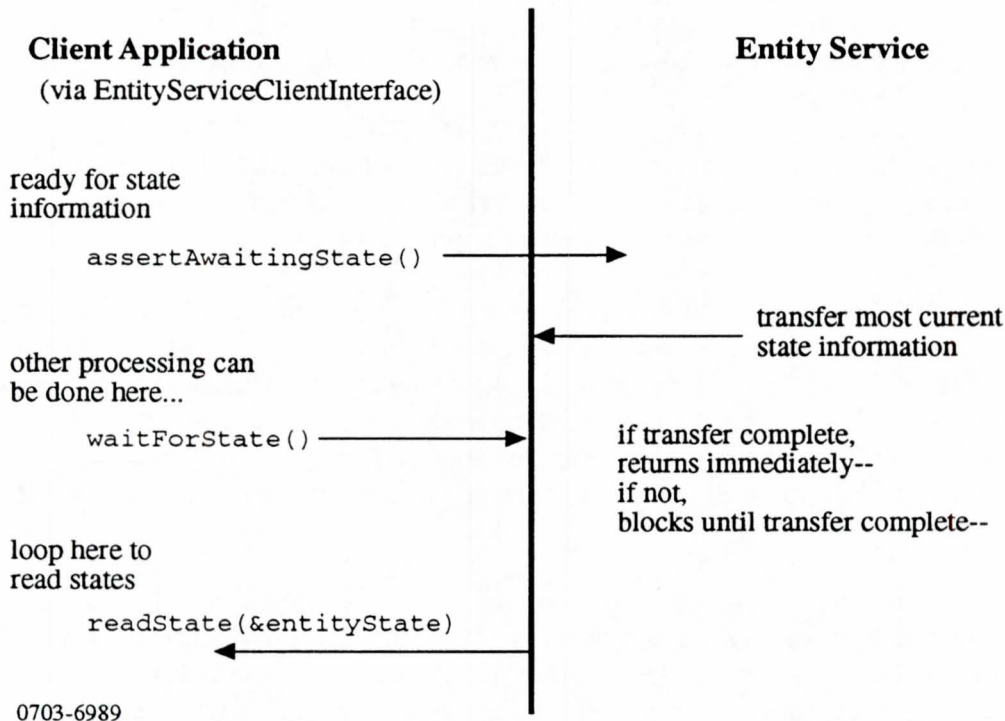 Client Application
(via EntityServiceClientInterface)
Entity Service
ready for state
information
assertAwaitingState()
transfer most current
state information
other processing can
be done here...
waitForState()
if transfer complete,
returns immediately--
if not,
blocks until transfer complete--
loop here to
read states
readState(&entityState)
0703-6989